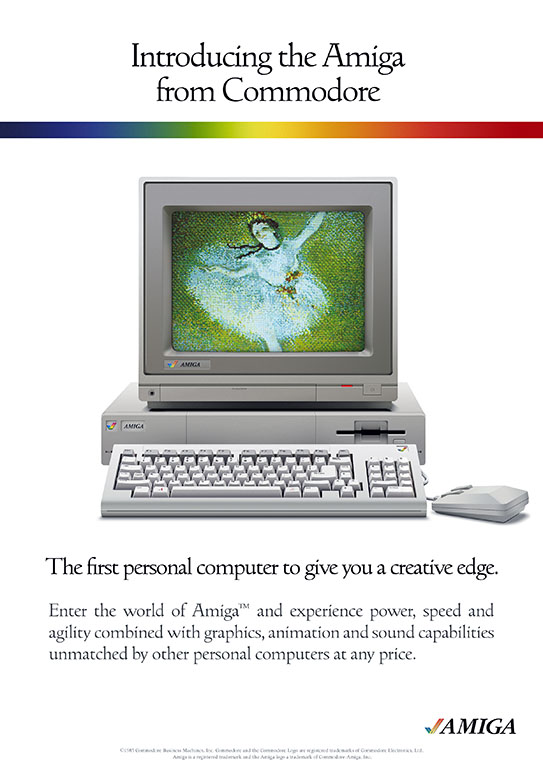 Introducing the Amiga
from Commodore
AMIGA
AMIGA
The first personal computer to give you a creative edge.
Enter the world of Amiga™ and experience power, speed and
agility combined with graphics, animation and sound capabilities
unmatched by other personal computers at any price.
AMIGA
©1985 Commodore Business Machines, Inc. Commodore and the Commodore Logo are registered trademarks of Commodore Electronics, Ltd.
Amiga is a registered trademark and the Amiga logo a trademark of Commodore-Amiga, Inc.